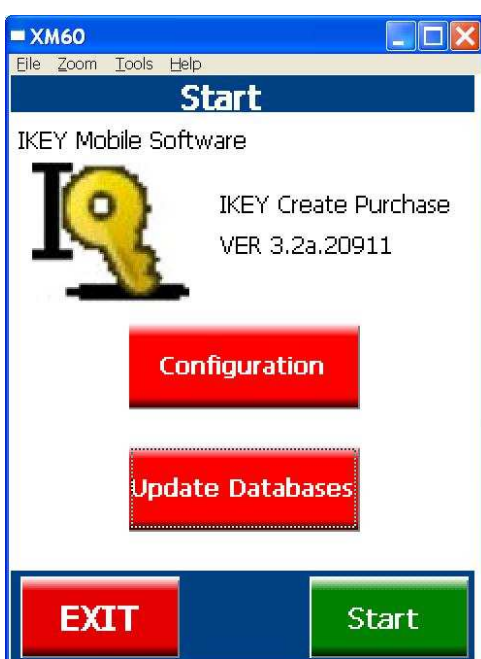 XM60
File Zoom Tools Help
Start
IKEY Mobile Software
IKEY Create Purchase
VER 3.2a.20911
Configuration
Update Databases
EXIT
Start